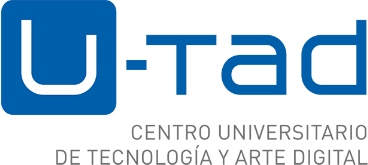 U-Tad
CENTRO UNIVERSITARIO
DE TECNOLOGÍA Y ARTE DIGITAL